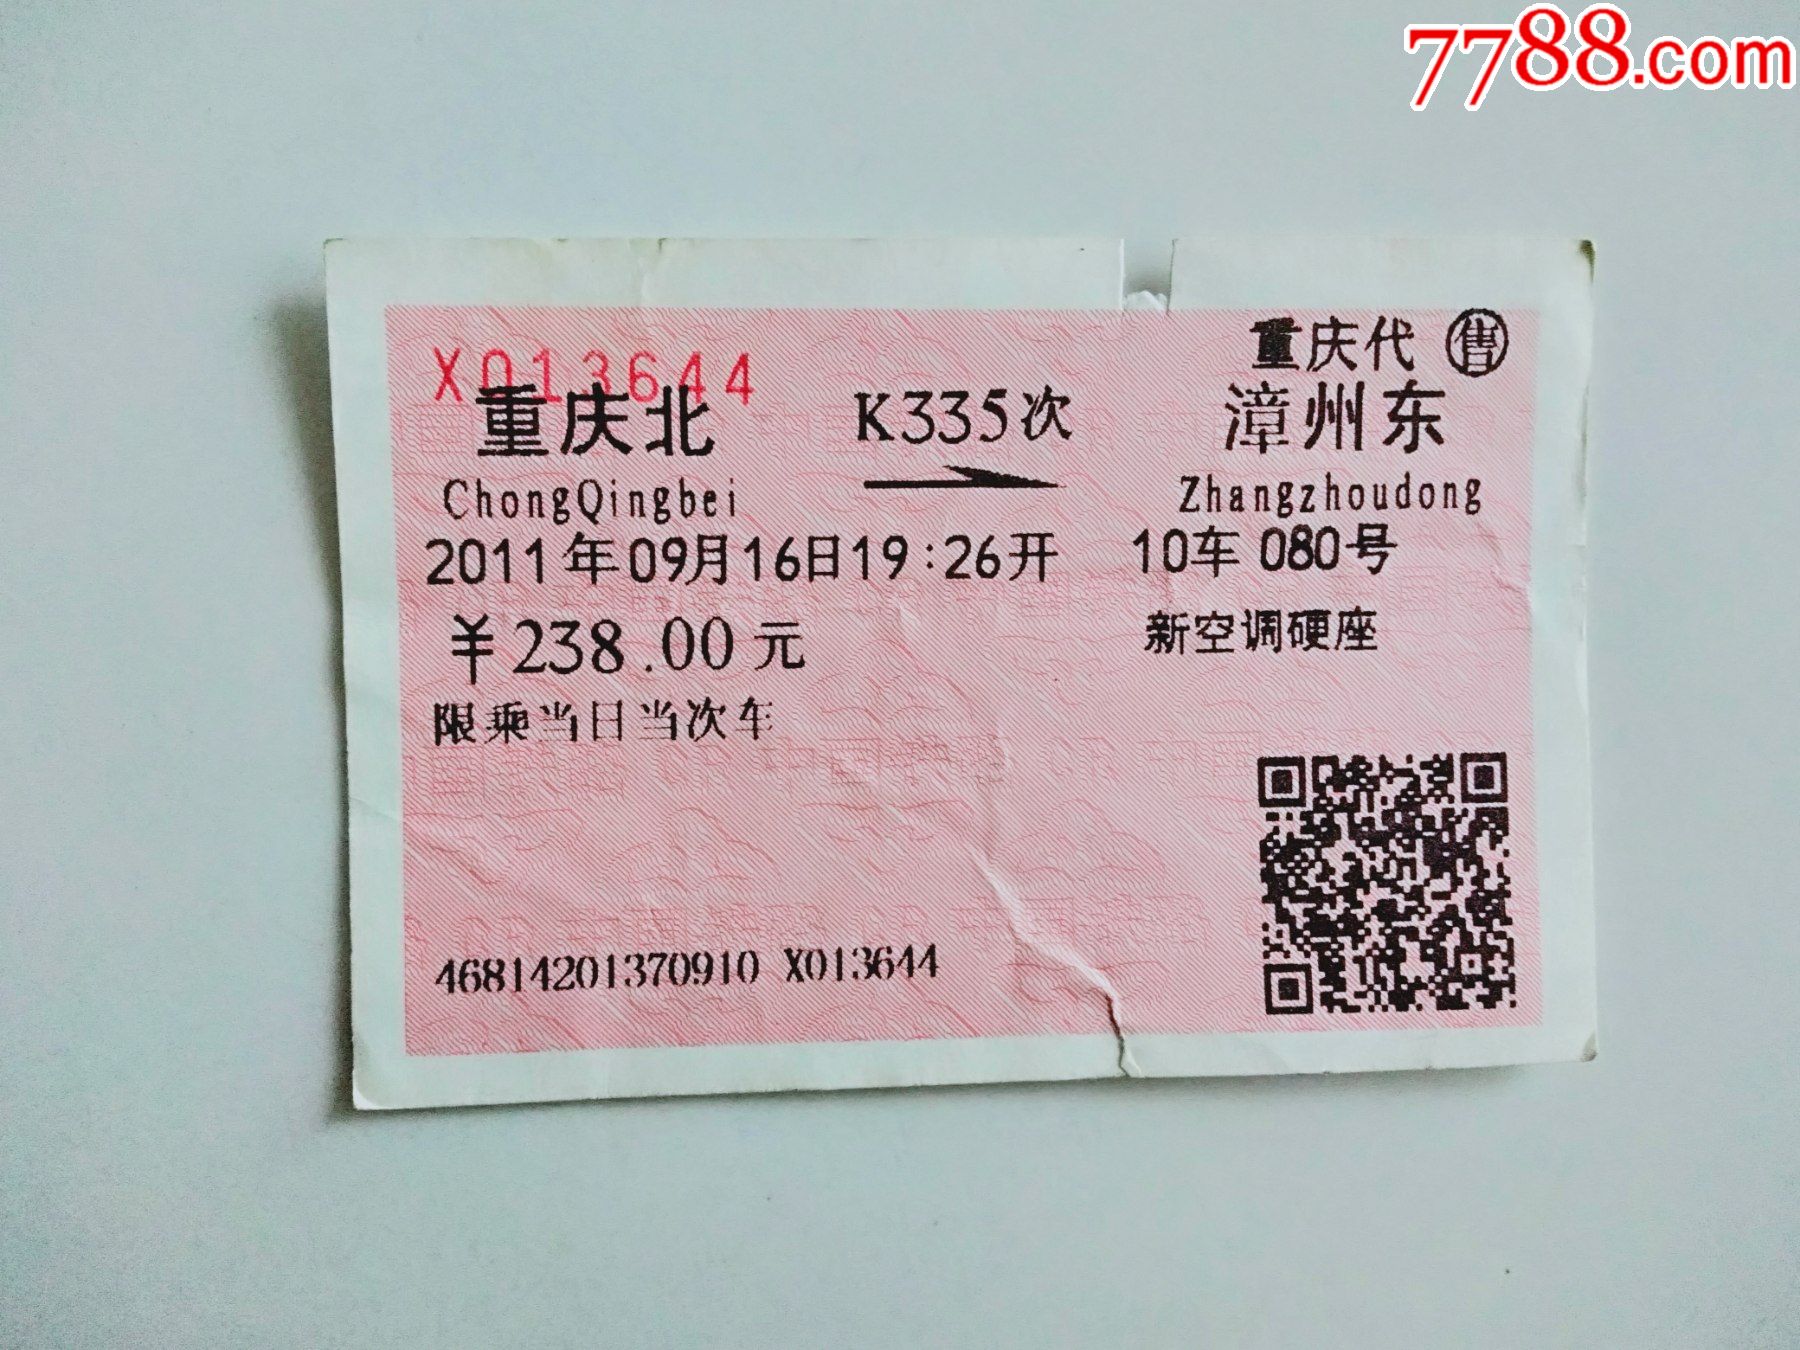 7788.com
重庆代售
X013644
重庆北 K335次 漳州东
ChongQingbei Zhangzhoudong
2011年09月16日19:26开 10车080号
¥238.00元 新空调硬座
限乘当日当次车
46814201370910 X013644